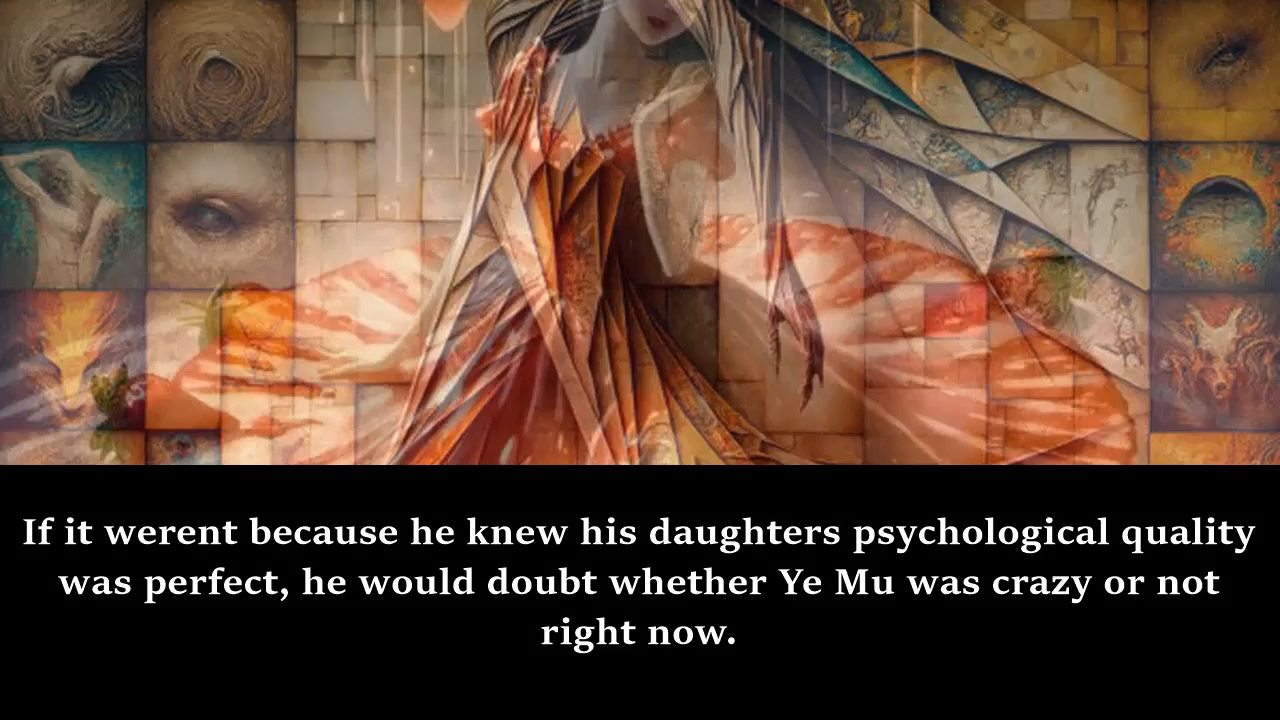 If it werent because he knew his daughters psychological quality
was perfect, he would doubt whether Ye Mu was crazy or not
right now.